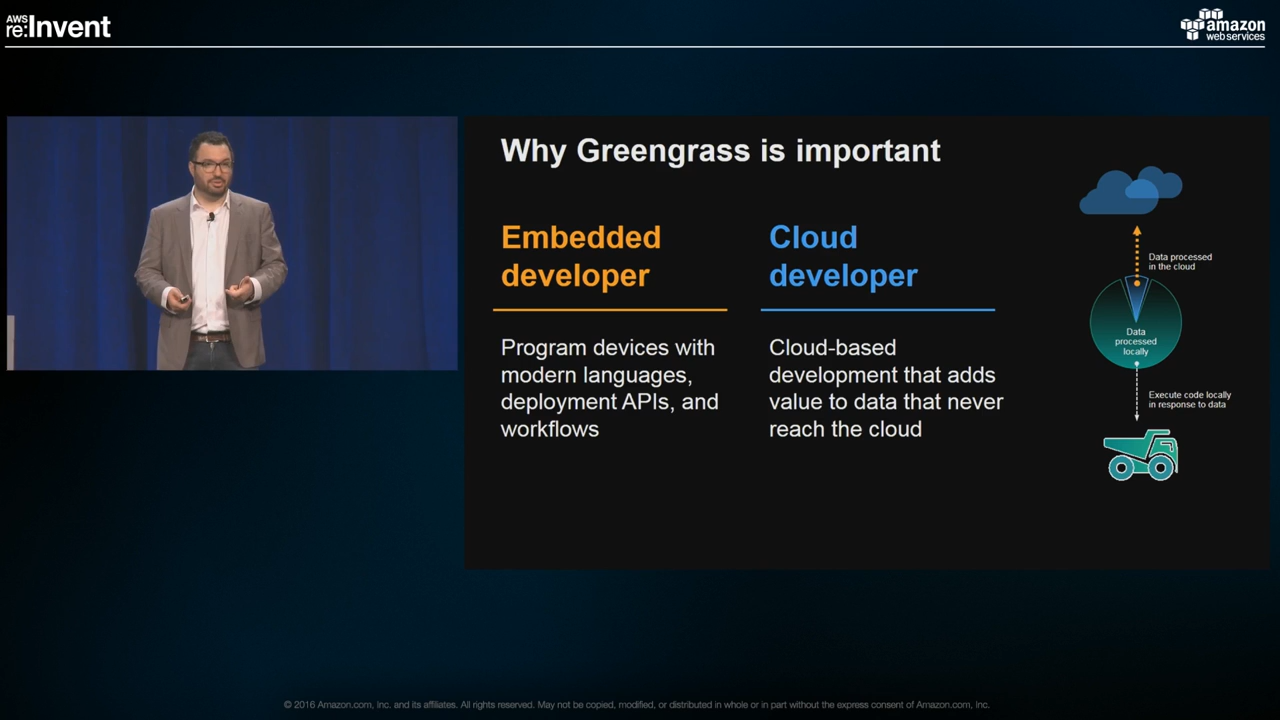 AWS
re:Invent
amazon
web services
Why Greengrass is important
Embedded
developer
Program devices with
modern languages,
deployment APIs, and
workflows
Cloud
developer
Cloud-based
development that adds
value to data that never
reach the cloud
Data processed
in the cloud
Data
processed
locally
Execute code locally
in response to data
© 2016 Amazon.com, Inc. and its affiliates. All rights reserved. May not be copied, modified, or distributed in whole or in part without the express consent of Amazon.com, Inc.